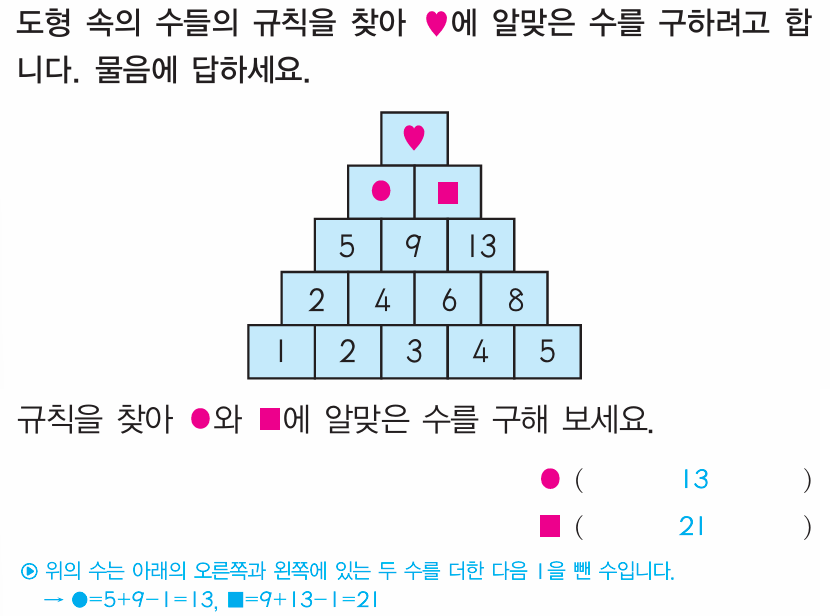 도형 속의 수들의 규칙을 찾아 ♥에 알맞은 수를 구하려고 합
니다. 물음에 답하세요.
♥
● ■
5 9 13
2 4 6 8
1 2 3 4 5
규칙을 찾아 ●와 ■에 알맞은 수를 구해 보세요.
● ( 13 )
■ ( 21 )
위의 수는 아래의 오른쪽과 왼쪽에 있는 두 수를 더한 다음 1을 뺀 수입니다.
→ ●=5+9-1=13, ■=9+13-1=21